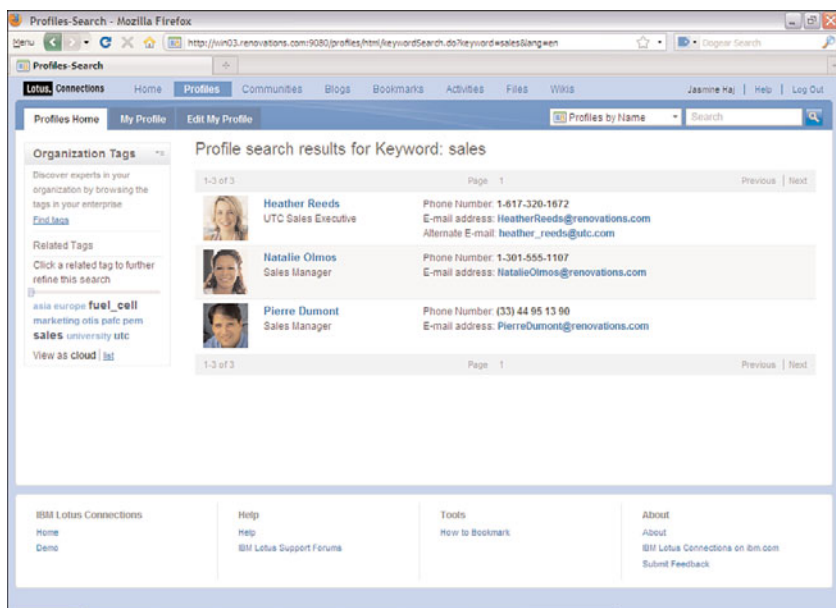 Profiles-Search - Mozilla Firefox
Menu http://win03.renovations.com:9080/profiles/html/keywordSearch.do?keyword=sales&lang=en Dogear Search
Profiles-Search
Lotus. Connections Home Profiles Communities Blogs Bookmarks Activities Files Wikis Jasmine Haj | Help | Log Out
Profiles Home My Profile Edit My Profile Profiles by Name Search
Organization Tags
Discover experts in your
organization by browsing the
tags in your enterprise
Find tags
Related Tags
Click a related tag to further
refine this search
asia europe fuel_cell
marketing otis pafc pem
sales university utc
View as cloud | list
Profile search results for Keyword: sales
1-3 of 3 Page 1 Previous | Next
Heather Reeds
UTC Sales Executive
Phone Number: 1-617-320-1672
E-mail address: HeatherReeds@renovations.com
Alternate E-mail: heather_reeds@utc.com
Natalie Olmos
Sales Manager
Phone Number: 1-301-555-1107
E-mail address: NatalieOlmos@renovations.com
Pierre Dumont
Sales Manager
Phone Number: (33) 44 95 13 90
E-mail address: PierreDumont@renovations.com
1-3 of 3 Page 1 Previous | Next
IBM Lotus Connections
Home
Demo
Help
Help
IBM Lotus Support Forums
Tools
How to Bookmark
About
About
IBM Lotus Connections on ibm.com
Submit Feedback